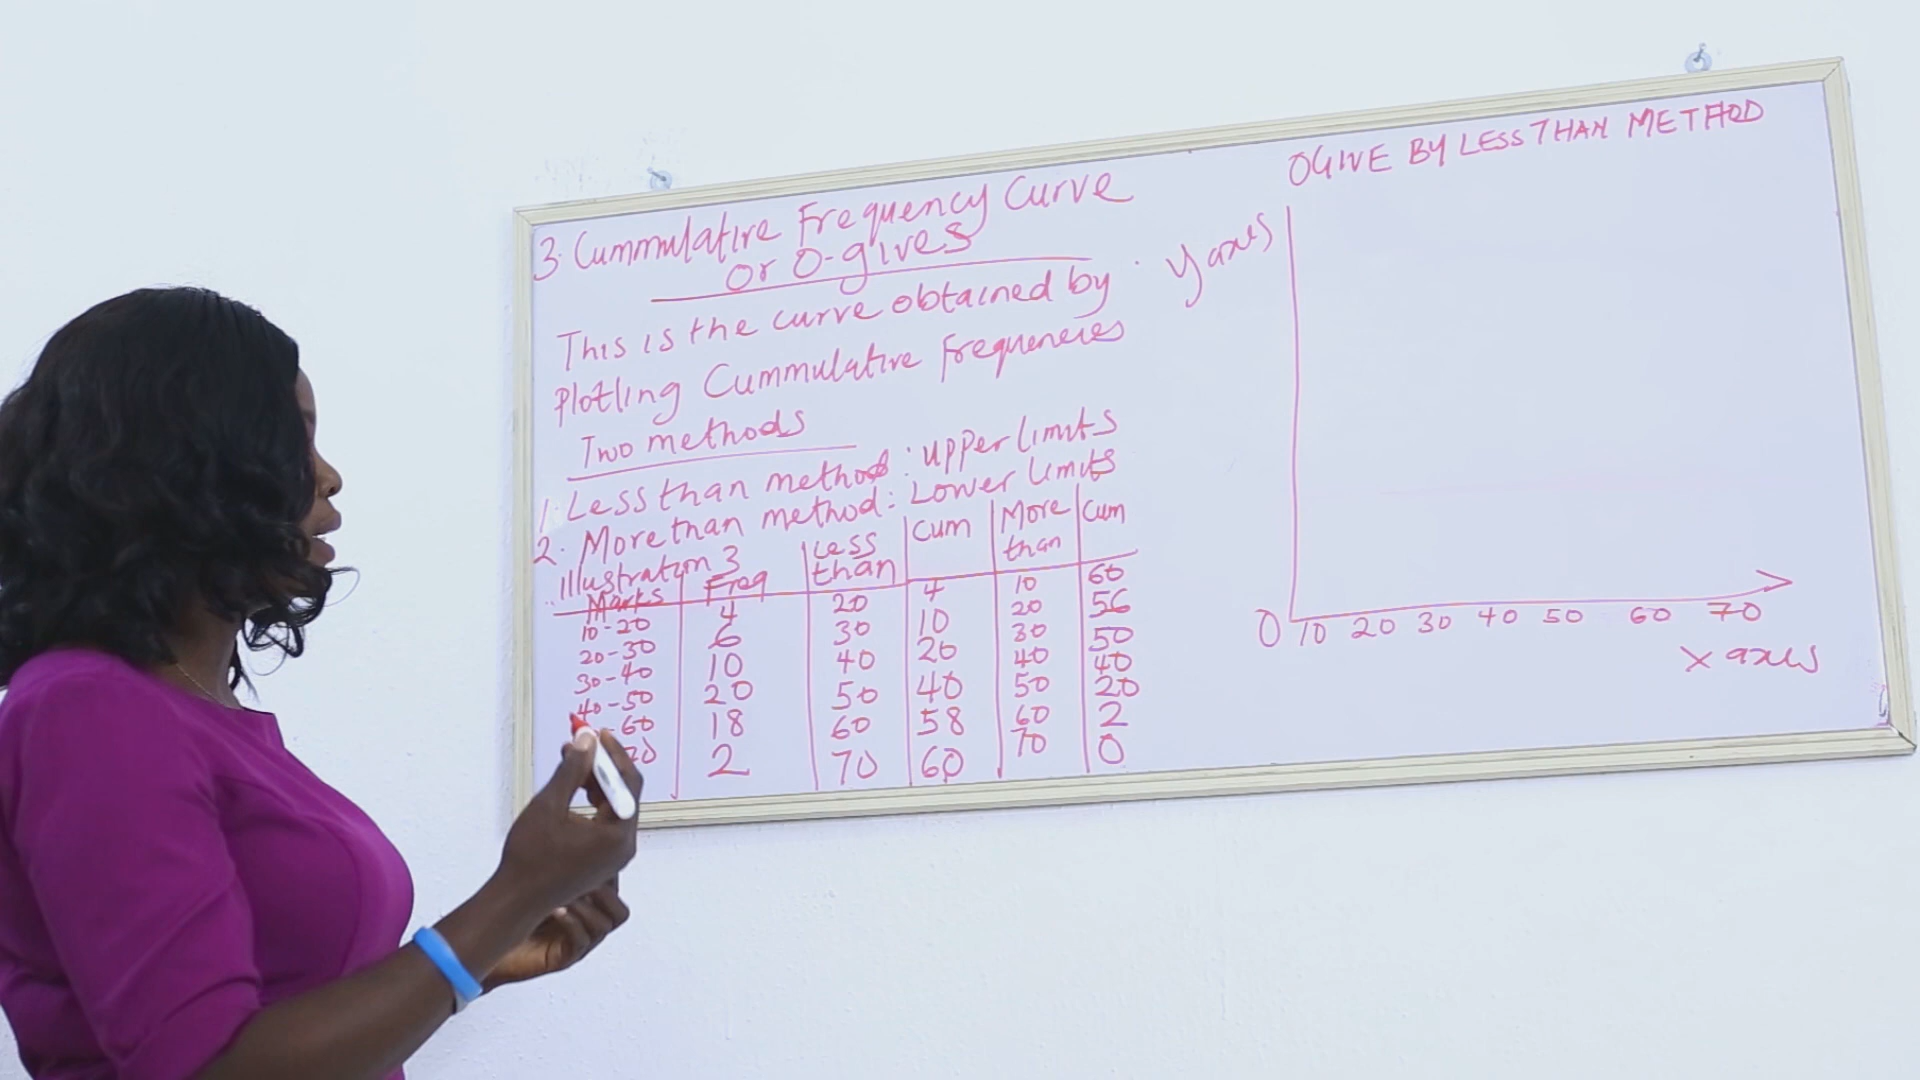 3. Cummulative Frequency Curve
or O-gives
This is the curve obtained by
Plotling Cummulative Frequencies
Two methods
1. Less than method : Upper limits
2. More than method : Lower limits
Illustration 3
Marks Freq Less than Cum More than Cum
10-20 4 20 4 10 60
20-30 6 30 10 20 56
30-40 10 40 20 30 50
40-50 20 50 40 40 40
-60 18 60 58 50 20
70 2 70 60 60 2
70 0
OGIVE BY LESS THAN METHOD
Y axis
0 10 20 30 40 50 60 70
X axis